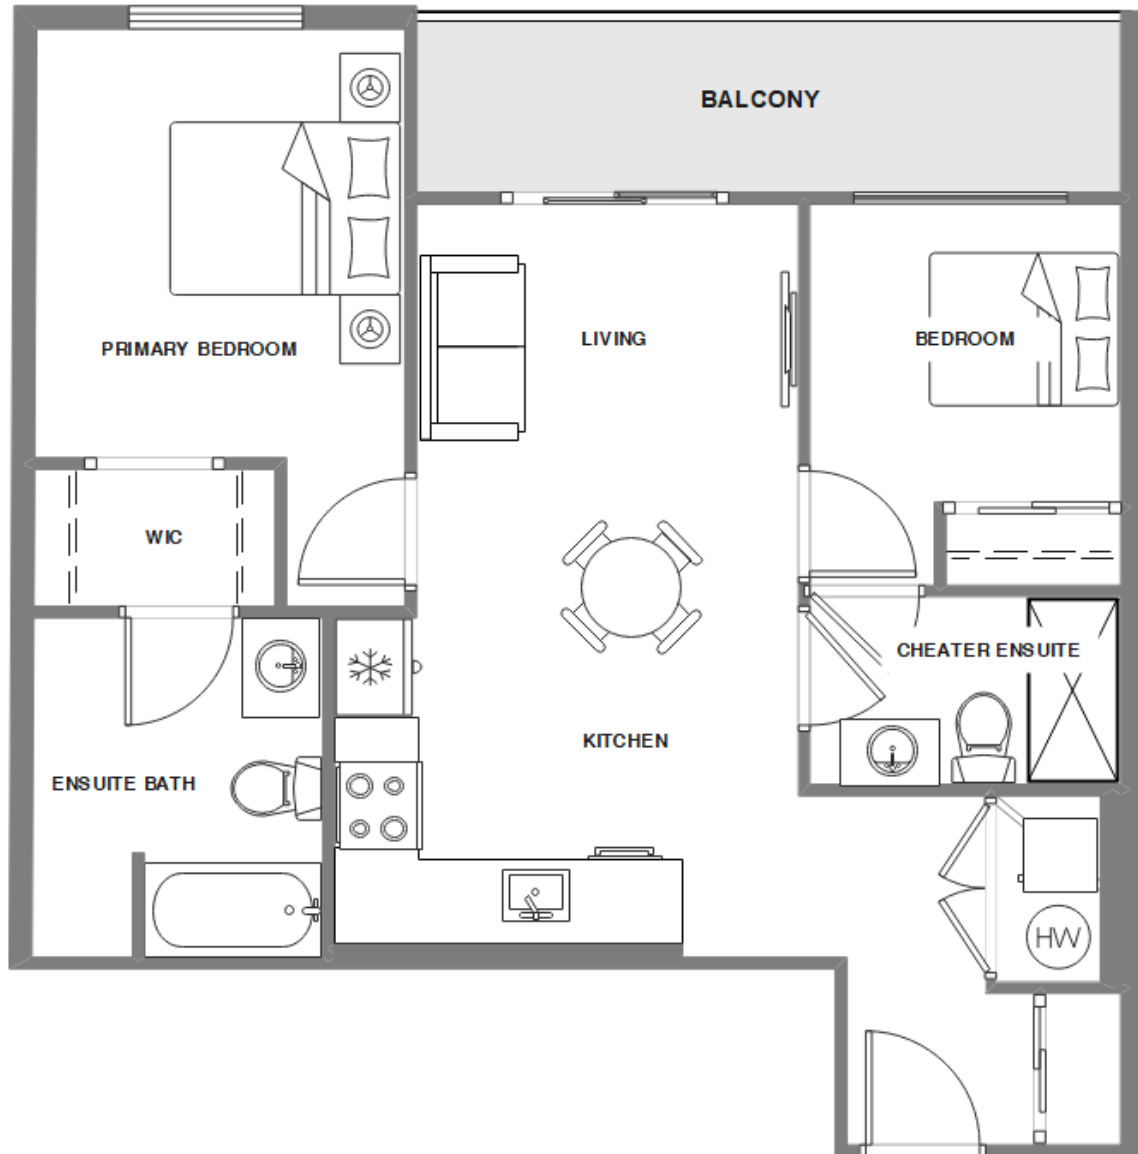 BALCONY
PRIMARY BEDROOM
LIVING
BEDROOM
WIC
CHEATER ENSUITE
KITCHEN
ENSUITE BATH
HW